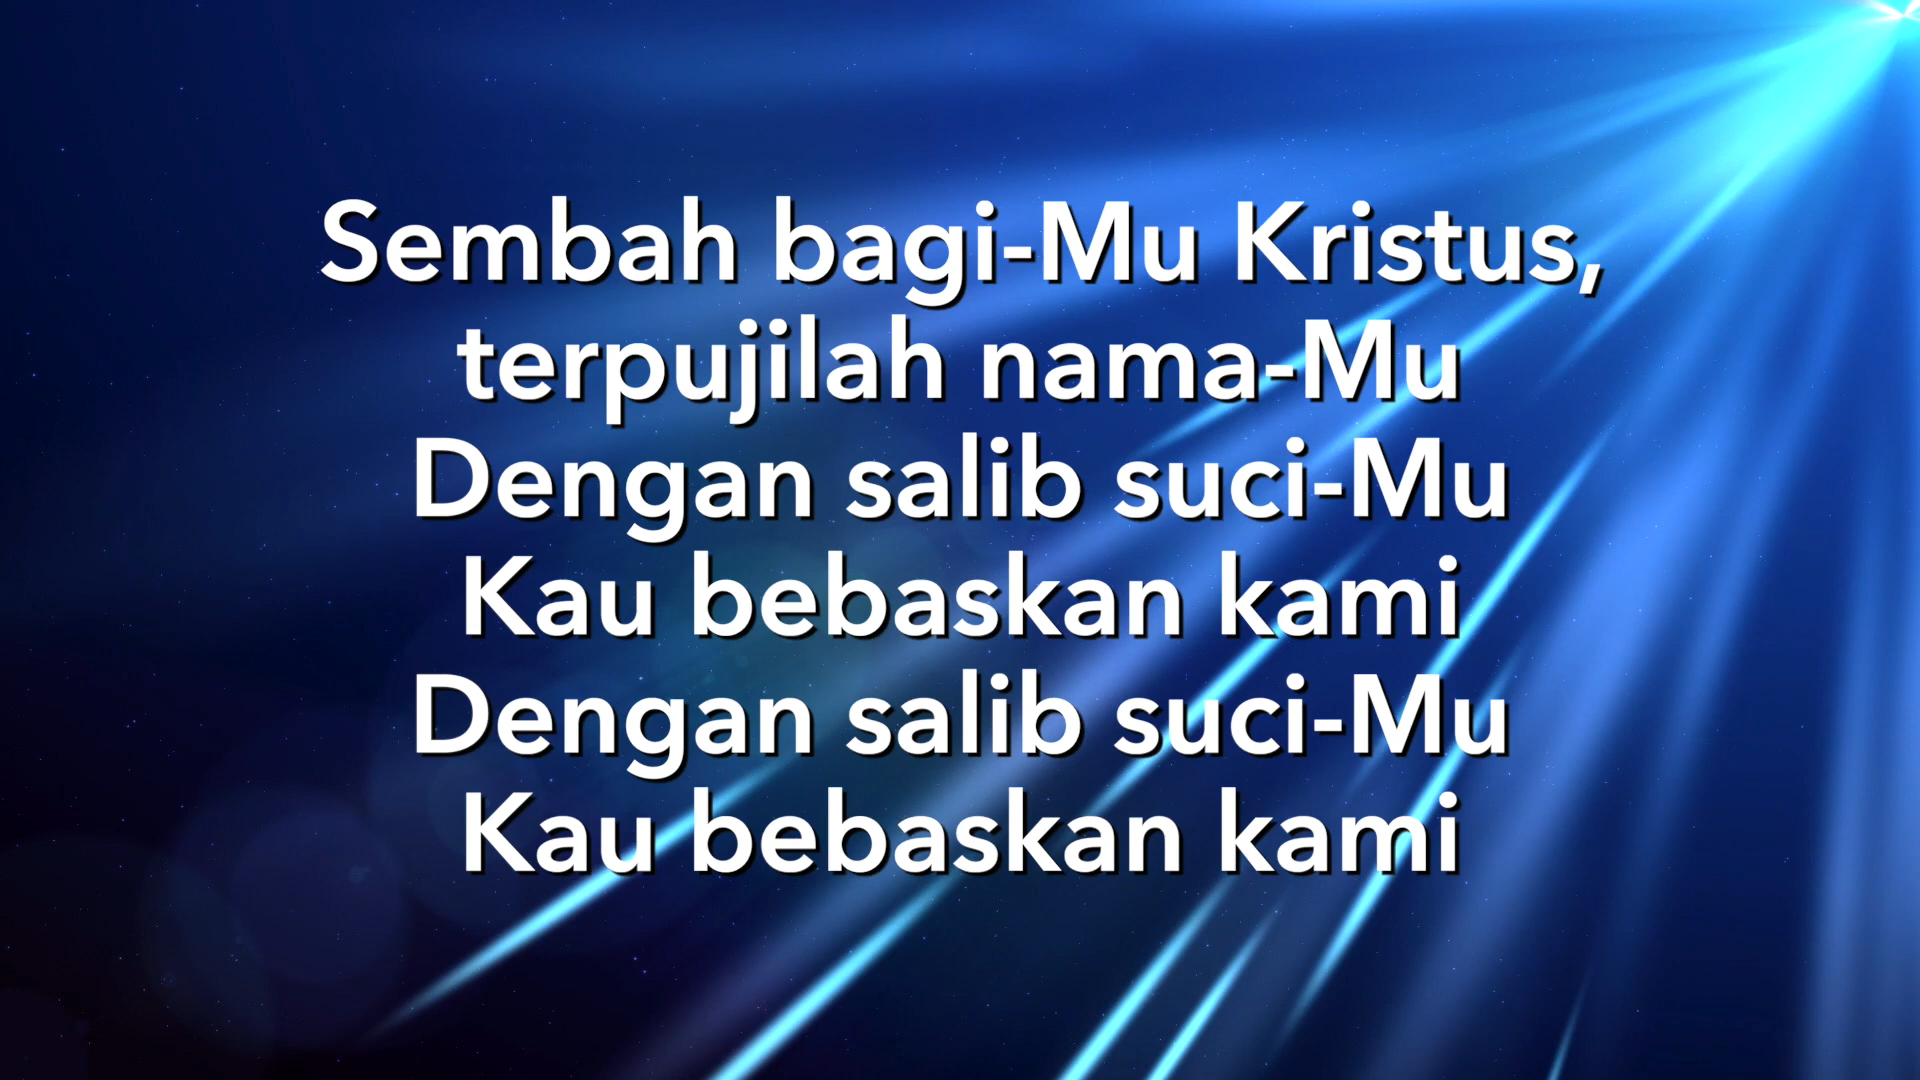 Sembah bagi-Mu Kristus,
terpujilah nama-Mu
Dengan salib suci-Mu
Kau bebaskan kami
Dengan salib suci-Mu
Kau bebaskan kami